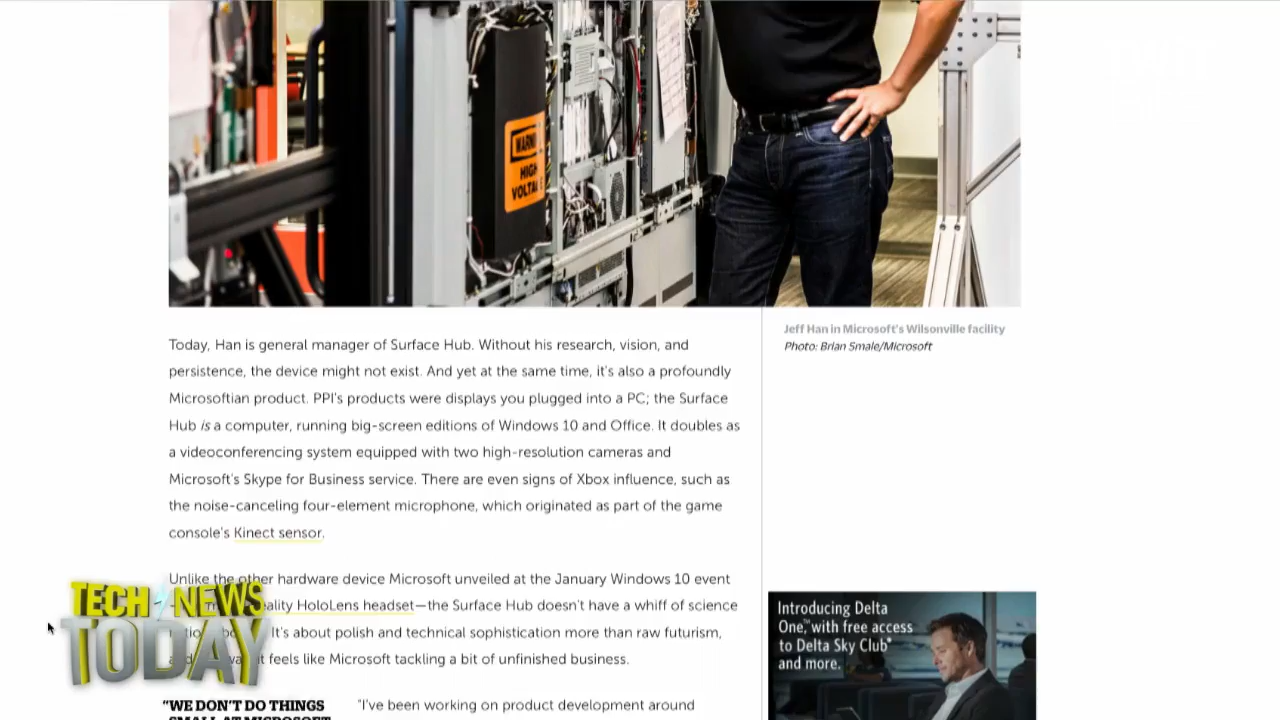 WARNING
HIGH
VOLTAGE
Jeff Han in Microsoft's Wilsonville facility
Photo: Brian Smale/Microsoft
Today, Han is general manager of Surface Hub. Without his research, vision, and
persistence, the device might not exist. And yet at the same time, it's also a profoundly
Microsoftian product. PPI's products were displays you plugged into a PC; the Surface
Hub is a computer, running big-screen editions of Windows 10 and Office. It doubles as
a videoconferencing system equipped with two high-resolution cameras and
Microsoft's Skype for Business service. There are even signs of Xbox influence, such as
the noise-canceling four-element microphone, which originated as part of the game
console's Kinect sensor.
Unlike the other hardware device Microsoft unveiled at the January Windows 10 event
HoloLens headset—the Surface Hub doesn't have a whiff of science
It's about polish and technical sophistication more than raw futurism,
it feels like Microsoft tackling a bit of unfinished business.
TECH NEWS
TODAY
"WE DON'T DO THINGS
SMALL AT MICROSOFT
"I've been working on product development around
Introducing Delta
One,™ with free access
to Delta Sky Club®
and more.